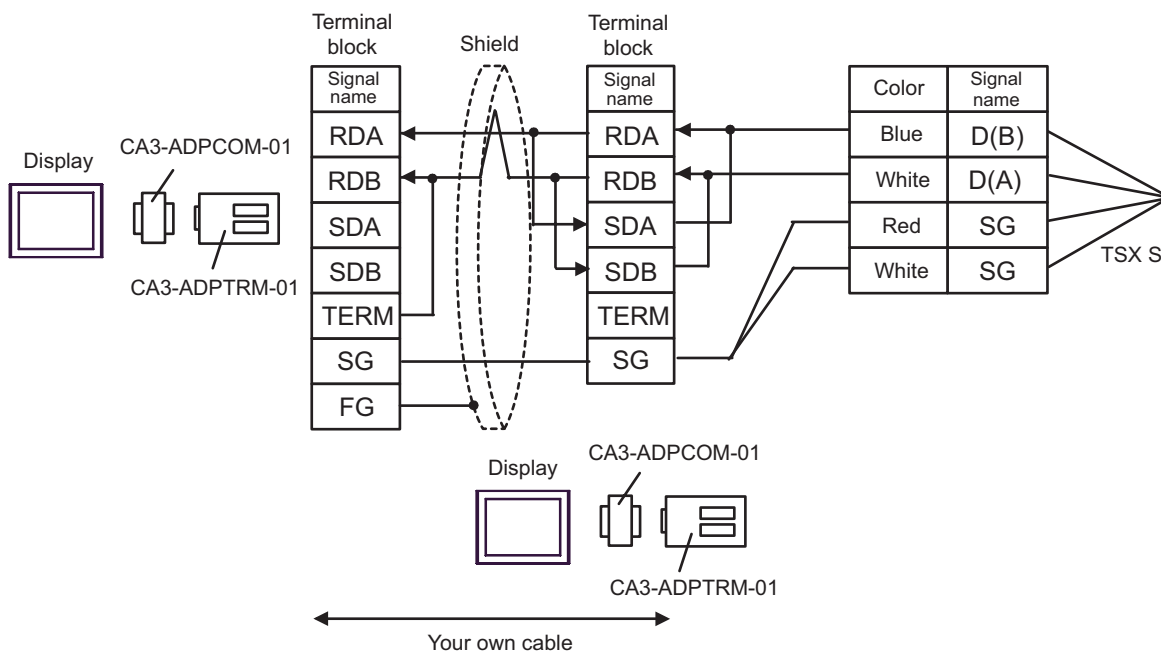 Terminal
block
Shield
Terminal
block
Display
CA3-ADPCOM-01
CA3-ADPTRM-01
Signal
name
RDA
RDB
SDA
SDB
TERM
SG
FG
Signal
name
RDA
RDB
SDA
SDB
TERM
SG
Color Signal
name
Blue D(B)
White D(A)
Red SG
White SG
TSX S
Display
CA3-ADPCOM-01
CA3-ADPTRM-01
Your own cable